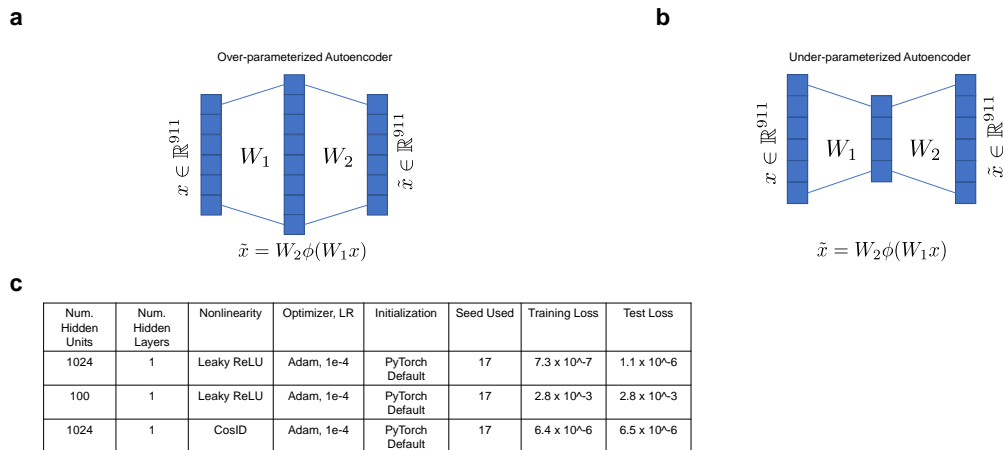 a
b
Over-parameterized Autoencoder
Under-parameterized Autoencoder
x ∈ ℝ^911
W_1
W_2
x̃ ∈ ℝ^911
x ∈ ℝ^911
W_1
W_2
x̃ ∈ ℝ^911
x̃ = W_2ϕ(W_1x)
x̃ = W_2ϕ(W_1x)
c
Num. Hidden Units Num. Hidden Layers Nonlinearity Optimizer, LR Initialization Seed Used Training Loss Test Loss
1024 1 Leaky ReLU Adam, 1e-4 PyTorch Default 17 7.3 x 10^-7 1.1 x 10^-6
100 1 Leaky ReLU Adam, 1e-4 PyTorch Default 17 2.8 x 10^-3 2.8 x 10^-3
1024 1 CosID Adam, 1e-4 PyTorch Default 17 6.4 x 10^-6 6.5 x 10^-6